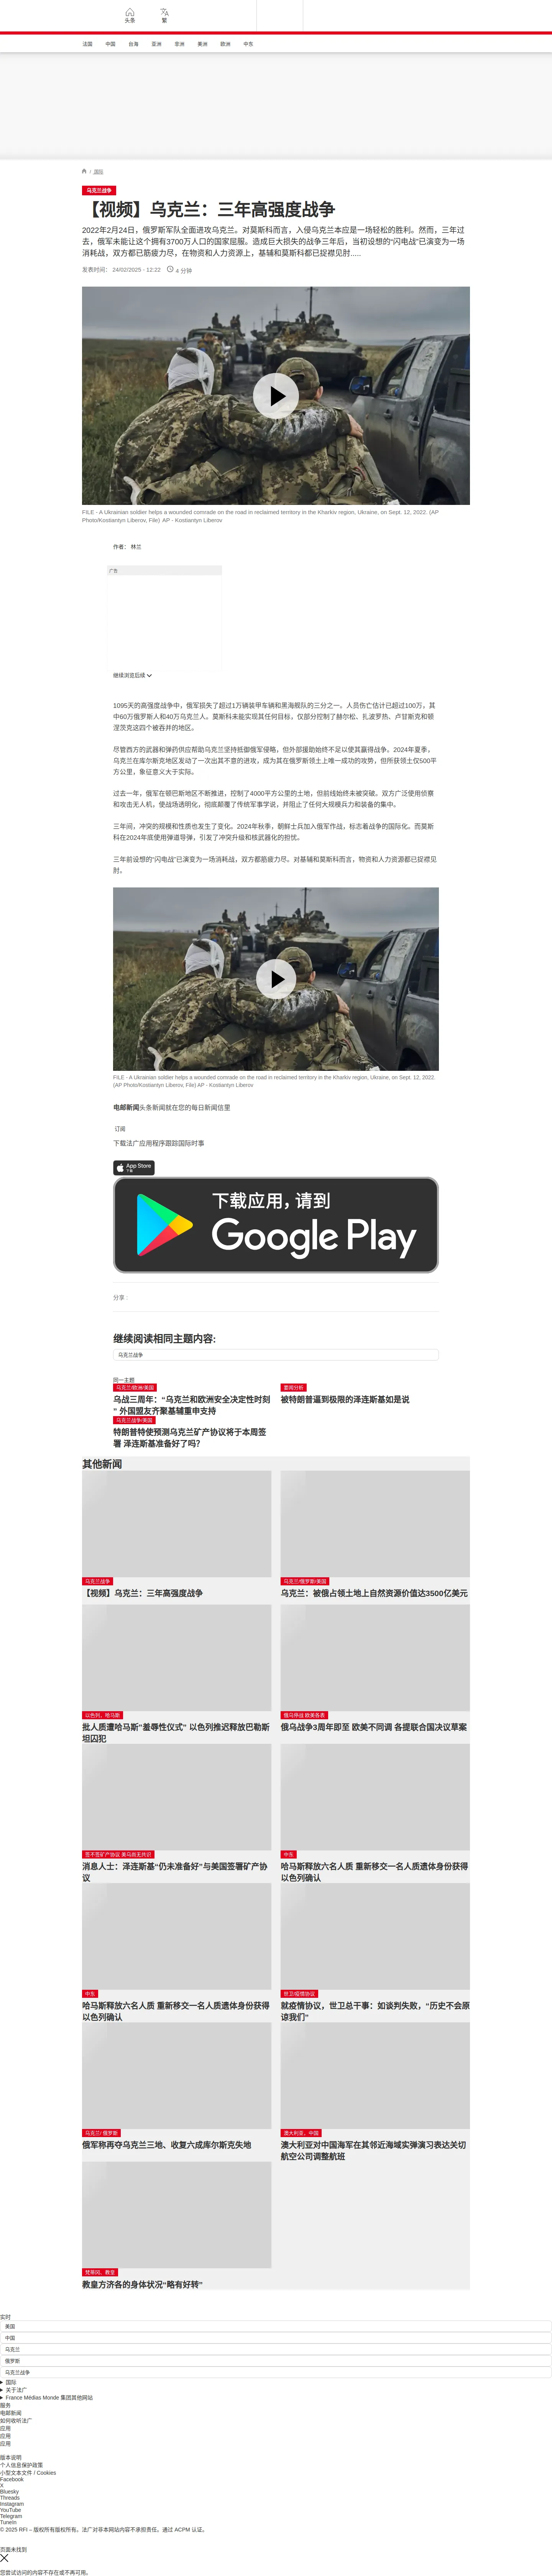 头条
繁
法国
中国
台海
亚洲
非洲
美洲
欧洲
中东
/ 国际
乌克兰战争
【视频】乌克兰：三年高强度战争
2022年2月24日，俄罗斯军队全面进攻乌克兰。对莫斯科而言，入侵乌克兰本应是一场轻松的胜利。然而，三年过
去，俄军未能让这个拥有3700万人口的国家屈服。造成巨大损失的战争三年后，当初设想的“闪电战”已演变为一场
消耗战，双方都已筋疲力尽，在物资和人力资源上，基辅和莫斯科都已捉襟见肘.....
发表时间： 24/02/2025 - 12:22
4 分钟
FILE - A Ukrainian soldier helps a wounded comrade on the road in reclaimed territory in the Kharkiv region, Ukraine, on Sept. 12, 2022. (AP
Photo/Kostiantyn Liberov, File) AP - Kostiantyn Liberov
作者： 林兰
广告
继续浏览后续
1095天的高强度战争中，俄军损失了超过1万辆装甲车辆和黑海舰队的三分之一。人员伤亡估计已超过100万，其
中60万俄罗斯人和40万乌克兰人。莫斯科未能实现其任何目标，仅部分控制了赫尔松、扎波罗热、卢甘斯克和顿
涅茨克这四个被吞并的地区。
尽管西方的武器和弹药供应帮助乌克兰坚持抵御俄军侵略，但外部援助始终不足以使其赢得战争。2024年夏季，
乌克兰在库尔斯克地区发动了一次出其不意的进攻，成为其在俄罗斯领土上唯一成功的攻势，但所获领土仅500平
方公里，象征意义大于实际。
过去一年，俄军在顿巴斯地区不断推进，控制了4000平方公里的土地，但前线始终未被突破。双方广泛使用侦察
和攻击无人机，使战场透明化，彻底颠覆了传统军事学说，并阻止了任何大规模兵力和装备的集中。
三年间，冲突的规模和性质也发生了变化。2024年秋季，朝鲜士兵加入俄军作战，标志着战争的国际化。而莫斯
科在2024年底使用弹道导弹，引发了冲突升级和核武器化的担忧。
三年前设想的“闪电战”已演变为一场消耗战，双方都筋疲力尽。对基辅和莫斯科而言，物资和人力资源都已捉襟见
肘。
FILE - A Ukrainian soldier helps a wounded comrade on the road in reclaimed territory in the Kharkiv region, Ukraine, on Sept. 12, 2022.
(AP Photo/Kostiantyn Liberov, File) AP - Kostiantyn Liberov
电邮新闻头条新闻就在您的每日新闻信里
订阅
下载法广应用程序跟踪国际时事
App Store
下载
下载应用，请到
Google Play
分享 :
继续阅读相同主题内容:
乌克兰战争
同一主题
乌克兰/欧洲/美国
乌战三周年：“乌克兰和欧洲安全决定性时刻
” 外国盟友齐聚基辅重申支持
要闻分析
被特朗普逼到极限的泽连斯基如是说
乌克兰战争/美国
特朗普特使预测乌克兰矿产协议将于本周签
署 泽连斯基准备好了吗？
其他新闻
乌克兰战争
【视频】乌克兰：三年高强度战争
乌克兰/俄罗斯/美国
乌克兰：被俄占领土地上自然资源价值达3500亿美元
以色列，哈马斯
批人质遭哈马斯“羞辱性仪式” 以色列推迟释放巴勒斯
坦囚犯
俄乌停战 欧美各表
俄乌战争3周年即至 欧美不同调 各提联合国决议草案
签不签矿产协议 美乌尚无共识
消息人士：泽连斯基“仍未准备好”与美国签署矿产协
议
中东
哈马斯释放六名人质 重新移交一名人质遗体身份获得
以色列确认
中东
哈马斯释放六名人质 重新移交一名人质遗体身份获得
以色列确认
世卫/疫情协议
就疫情协议，世卫总干事：如谈判失败，“历史不会原
谅我们”
乌克兰/ 俄罗斯
俄军称再夺乌克兰三地、收复六成库尔斯克失地
澳大利亚，中国
澳大利亚对中国海军在其邻近海域实弹演习表达关切
航空公司调整航班
梵蒂冈，教皇
教皇方济各的身体状况“略有好转”
实时
美国
中国
乌克兰
俄罗斯
乌克兰战争
国际
关于法广
France Médias Monde 集团其他网站
服务
电邮新闻
如何收听法广
应用
应用
应用
版本说明
个人信息保护政策
小型文本文件 / Cookies
Facebook
X
Bluesky
Threads
Instagram
YouTube
Telegram
TuneIn
© 2025 RFI – 版权所有版权所有。法广对非本网站内容不承担责任。通过 ACPM 认证。
页面未找到
您尝试访问的内容不存在或不再可用。